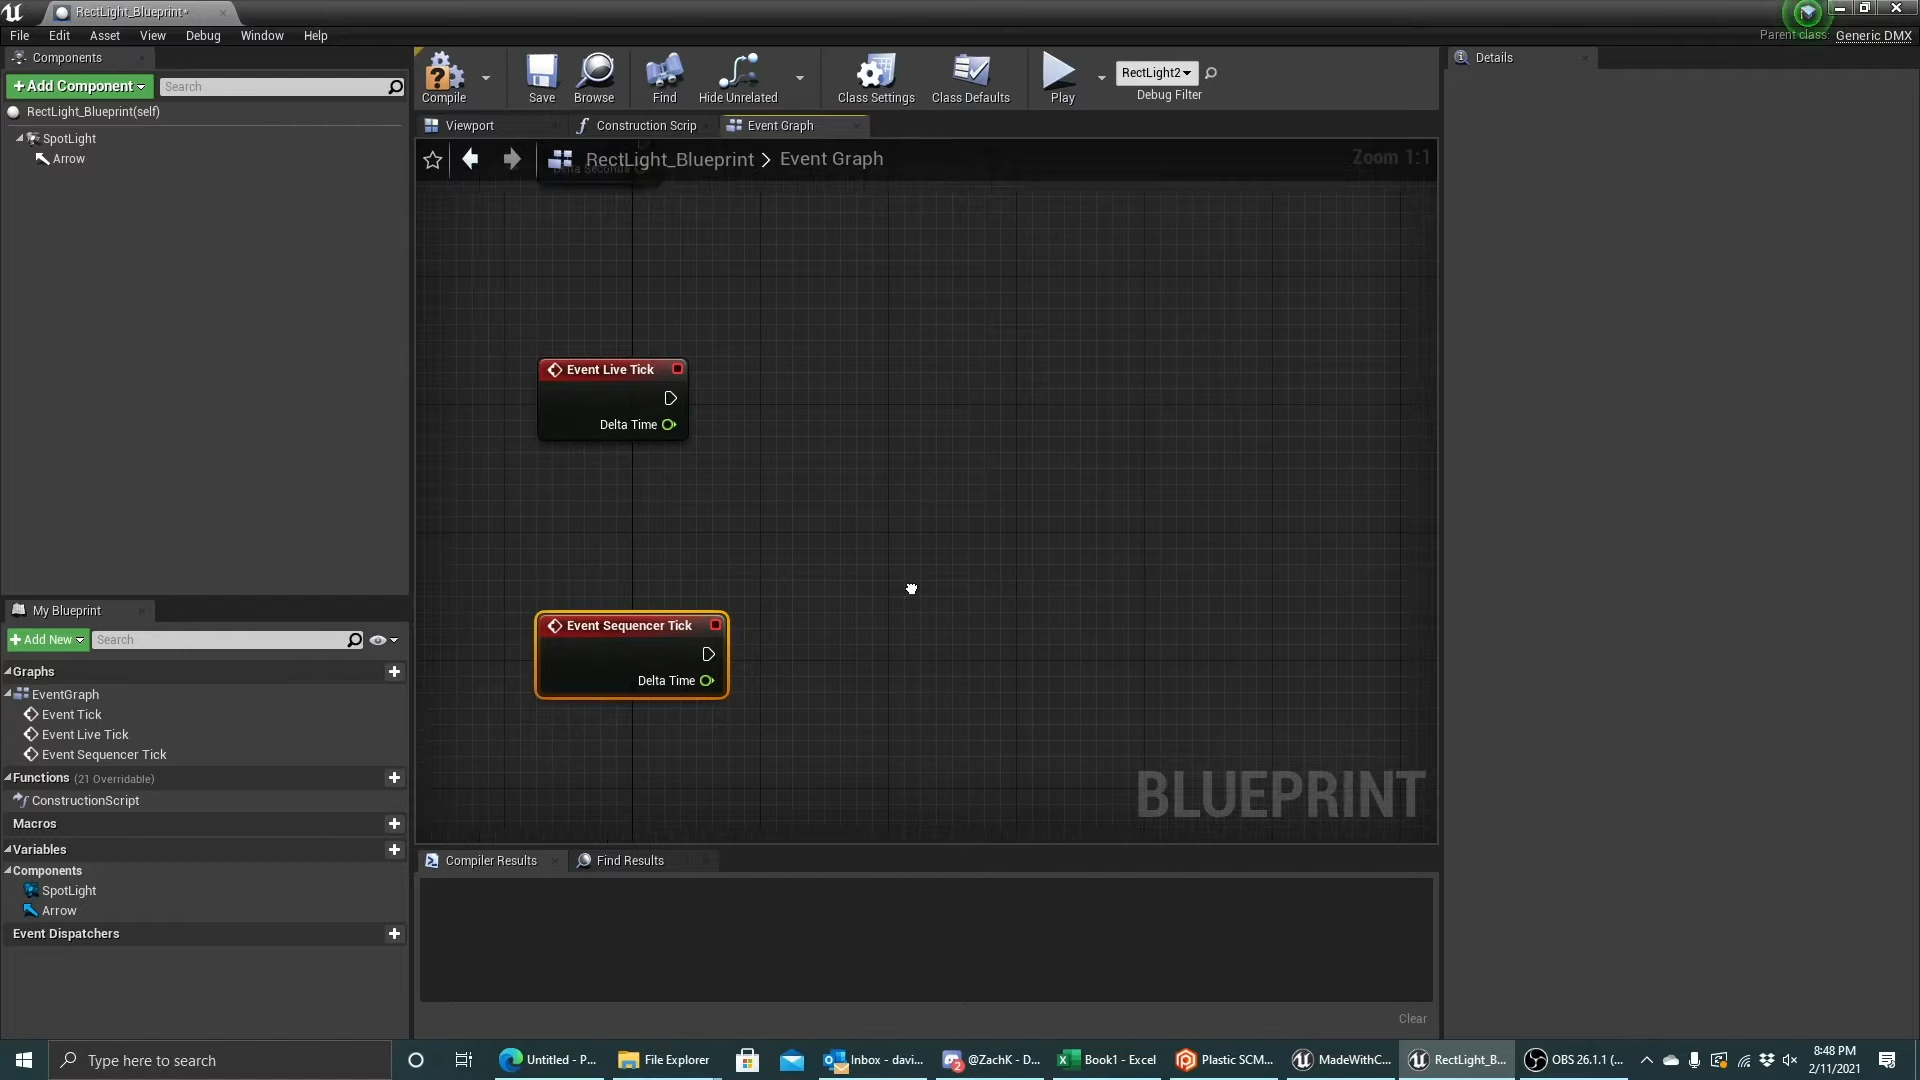 RectLight_Blueprint*
File Edit Asset View Debug Window Help
Parent class: Generic DMX
Components
+Add Component
Search
RectLight_Blueprint(self)
SpotLight
Arrow
Compile
Save
Browse
Find
Hide Unrelated
Class Settings
Class Defaults
Play
RectLight2
Debug Filter
Details
Viewport
Construction Scrip
Event Graph
RectLight_Blueprint > Event Graph
Zoom 1:1
Delta Seconds
Event Live Tick
Delta Time
Event Sequencer Tick
Delta Time
BLUEPRINT
My Blueprint
+Add New
Search
Graphs
EventGraph
Event Tick
Event Live Tick
Event Sequencer Tick
Functions (21 Overridable)
ConstructionScript
Macros
Variables
Components
SpotLight
Arrow
Event Dispatchers
Compiler Results
Find Results
Clear
Type here to search
Untitled - P...
File Explorer
Inbox - davi...
2
@ZachK - D...
Book1 - Excel
Plastic SCM...
MadeWithC...
RectLight_B...
OBS 26.1.1 (...
8:48 PM
2/11/2021